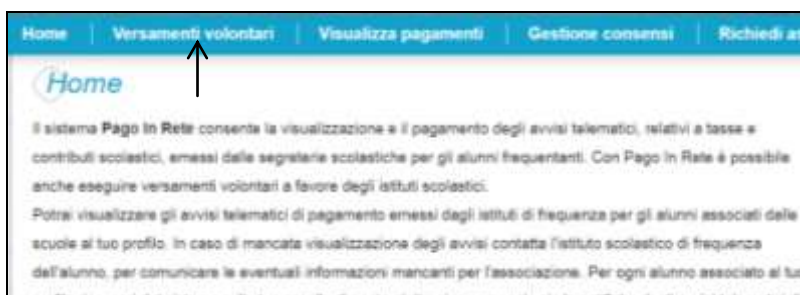 Home Versamenti volontari Visualizza pagamenti Gestione consensi Richiedi
Home
Il sistema Pago In Rete consente la visualizzazione e il pagamento degli avvisi telematici, relativi a tasse e
contributi scolastici, emessi dalle segreterie scolastiche per gli alunni frequentanti. Con Pago In Rete è possibile
anche eseguire versamenti volontari a favore degli istituti scolastici.
Potrai visualizzare gli avvisi telematici di pagamento emessi dagli istituti di frequenza per gli alunni associati dalle
scuole al tuo profilo. In caso di mancata visualizzazione degli avvisi contatta l'istituto scolastico di frequenza
dell'alunno, per comunicare le eventuali informazioni mancanti per l'associazione. Per ogni alunno associato al tuo